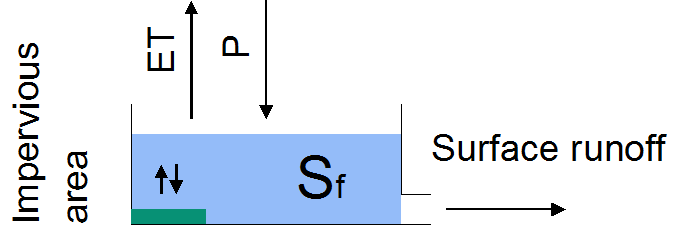 Impervious
area
ET
P
Sf
Surface runoff